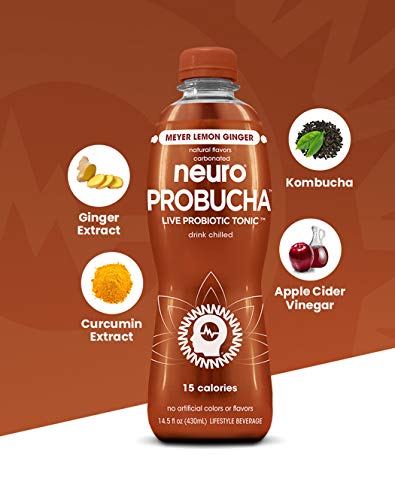 MEYER LEMON GINGER
natural flavors
carbonated
neuro®
PROBUCHA™
LIVE PROBIOTIC TONIC™
drink chilled
Ginger
Extract
Kombucha
Curcumin
Extract
Apple Cider
Vinegar
15 calories
no artificial colors or flavors
14.5 fl oz (430mL) LIFESTYLE BEVERAGE